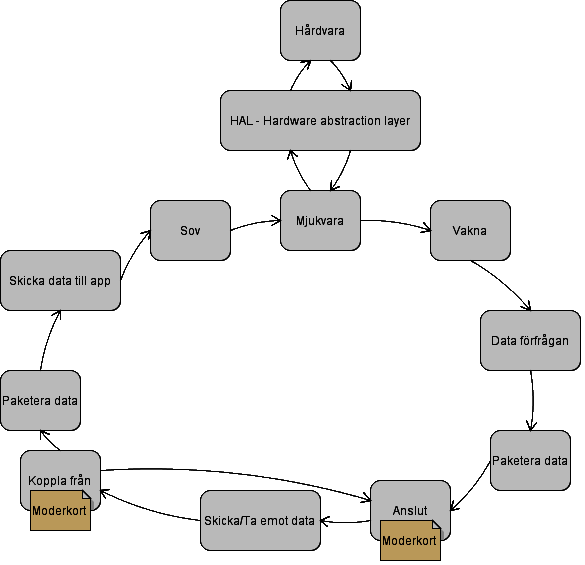 Hårdvara
HAL - Hardware abstraction layer
Mjukvara
Sov
Vakna
Skicka data till app
Data förfrågan
Paketera data
Paketera data
Koppla från
Moderkort
Skicka/Ta emot data
Anslut
Moderkort